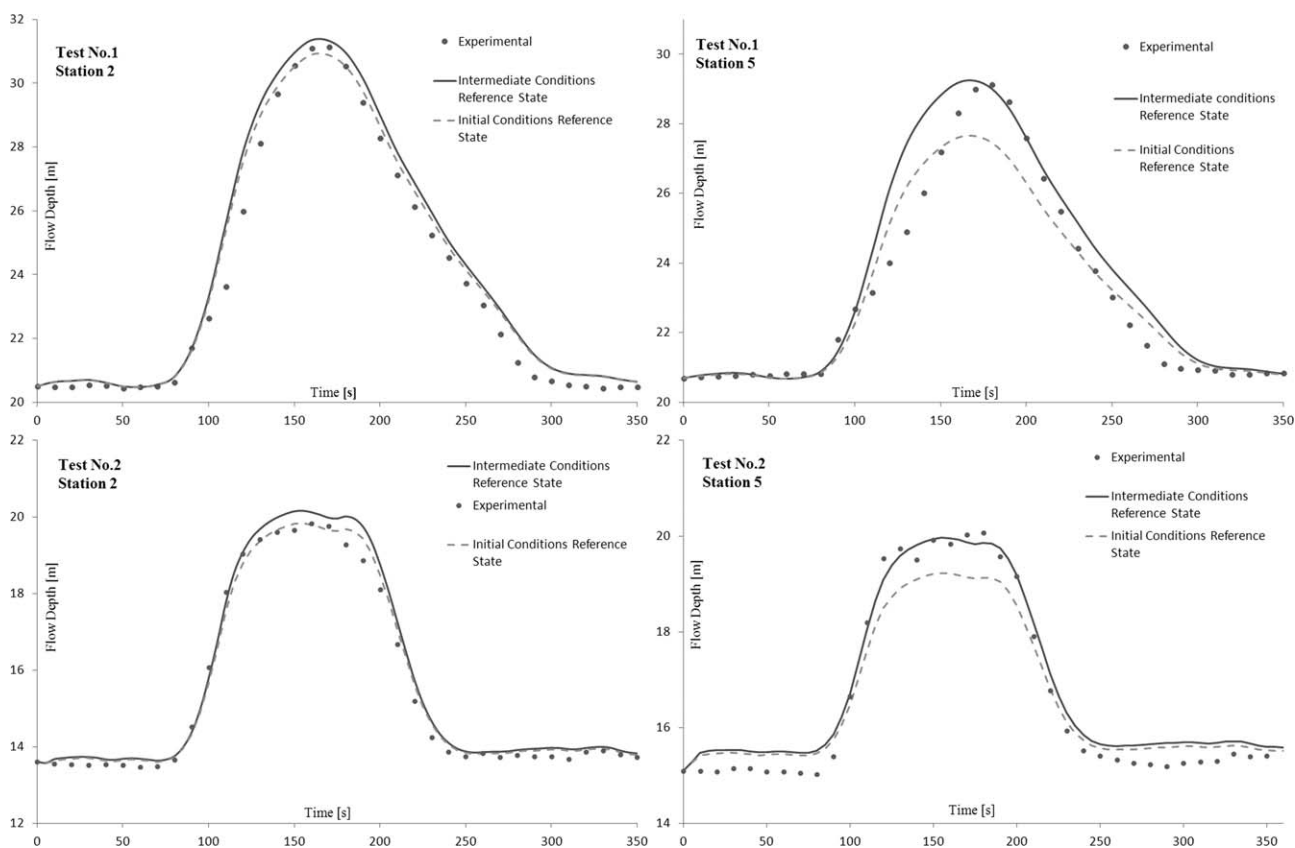 32
30
28
26
24
22
20
Flow Depth [m]
Test No.1
Station 2
Experimental
Intermediate Conditions
Reference State
Initial Conditions Reference
State
Time [s]
0 50 100 150 200 250 300 350
30
28
26
24
22
20
Flow Depth [m]
Test No.1
Station 5
Experimental
Intermediate conditions
Reference State
Initial Conditions
Reference State
Time [s]
0 50 100 150 200 250 300 350
22
20
18
16
14
12
Flow Depth [m]
Test No.2
Station 2
Intermediate Conditions
Reference State
Experimental
Initial Conditions Reference
State
Time [s]
0 50 100 150 200 250 300 350
22
20
18
16
14
Flow Depth [m]
Test No.2
Station 5
Experimental
Intermediate Conditions
Reference State
Initial Conditions Reference
State
Time [s]
0 50 100 150 200 250 300 350